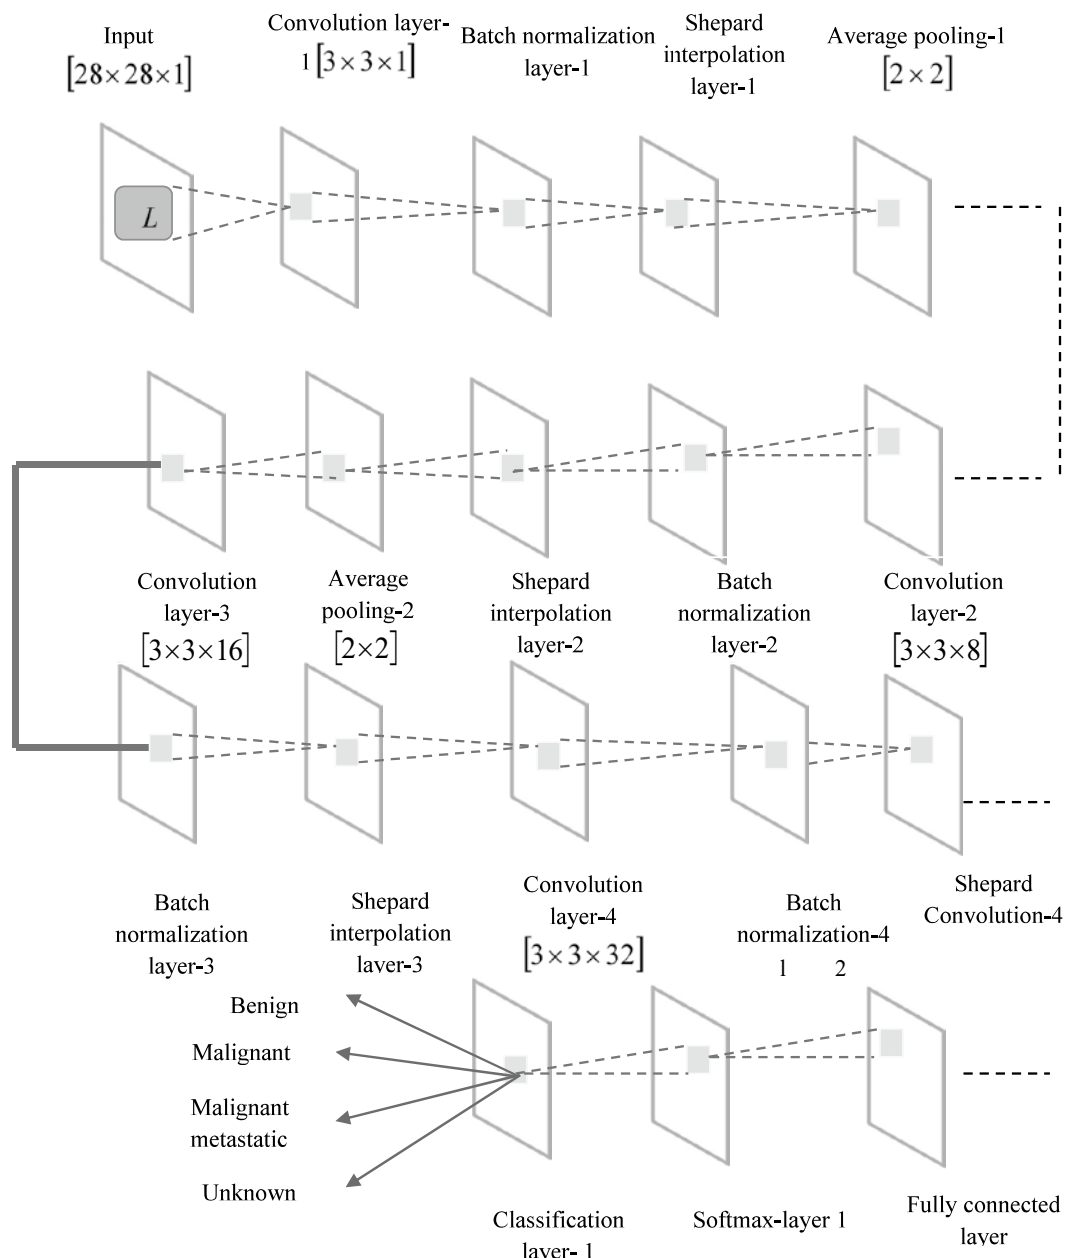 Input
[28×28×1]
Convolution layer-
1 [3×3×1]
Batch normalization
layer-1
Shepard
interpolation
layer-1
Average pooling-1
[2×2]
L
Convolution
layer-3
[3×3×16]
Average
pooling-2
[2×2]
Shepard
interpolation
layer-2
Batch
normalization
layer-2
Convolution
layer-2
[3×3×8]
Batch
normalization
layer-3
Shepard
interpolation
layer-3
Convolution
layer-4
[3×3×32]
Batch
normalization-4
1 2
Shepard
Convolution-4
Benign
Malignant
Malignant
metastatic
Unknown
Classification
layer- 1
Softmax-layer 1
Fully connected
layer